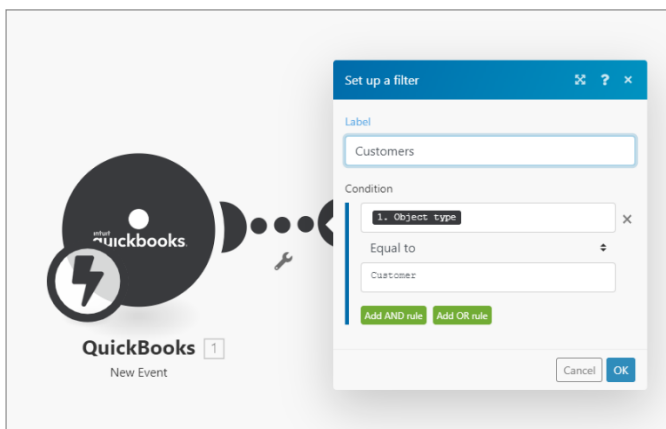 Set up a filter
?
Label
Customers
Condition
1. Object type
Equal to
Customer
Add AND rule Add OR rule
Cancel OK
intuit
quickbooks.
QuickBooks 1
New Event